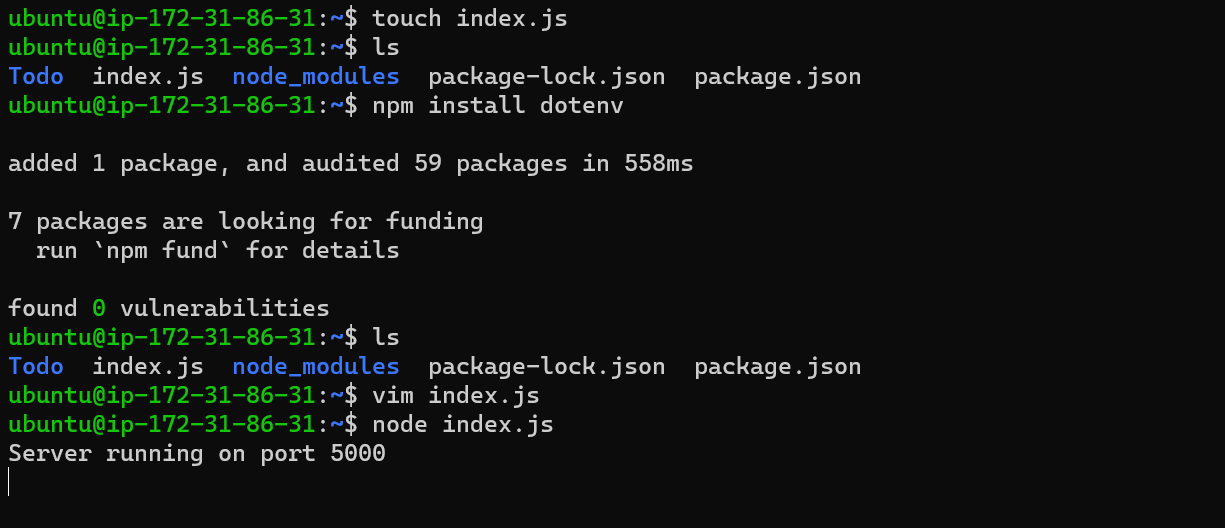 ubuntu@ip-172-31-86-31:~$ touch index.js
ubuntu@ip-172-31-86-31:~$ ls
Todo  index.js  node_modules  package-lock.json  package.json
ubuntu@ip-172-31-86-31:~$ npm install dotenv
added 1 package, and audited 59 packages in 558ms
7 packages are looking for funding
  run `npm fund` for details
found 0 vulnerabilities
ubuntu@ip-172-31-86-31:~$ ls
Todo  index.js  node_modules  package-lock.json  package.json
ubuntu@ip-172-31-86-31:~$ vim index.js
ubuntu@ip-172-31-86-31:~$ node index.js
Server running on port 5000